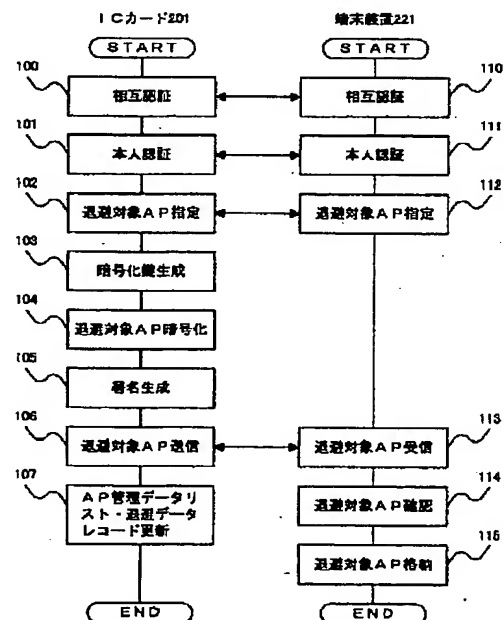 ICカード201
端末装置221
START
START
100
相互認証
相互認証
110
101
本人認証
本人認証
111
102
退避対象AP指定
退避対象AP指定
112
103
暗号化鍵生成
104
退避対象AP暗号化
105
署名生成
106
退避対象AP送信
退避対象AP受信
113
107
AP管理データリ
スト・退避データ
レコード更新
退避対象AP確認
114
退避対象AP格納
115
END
END